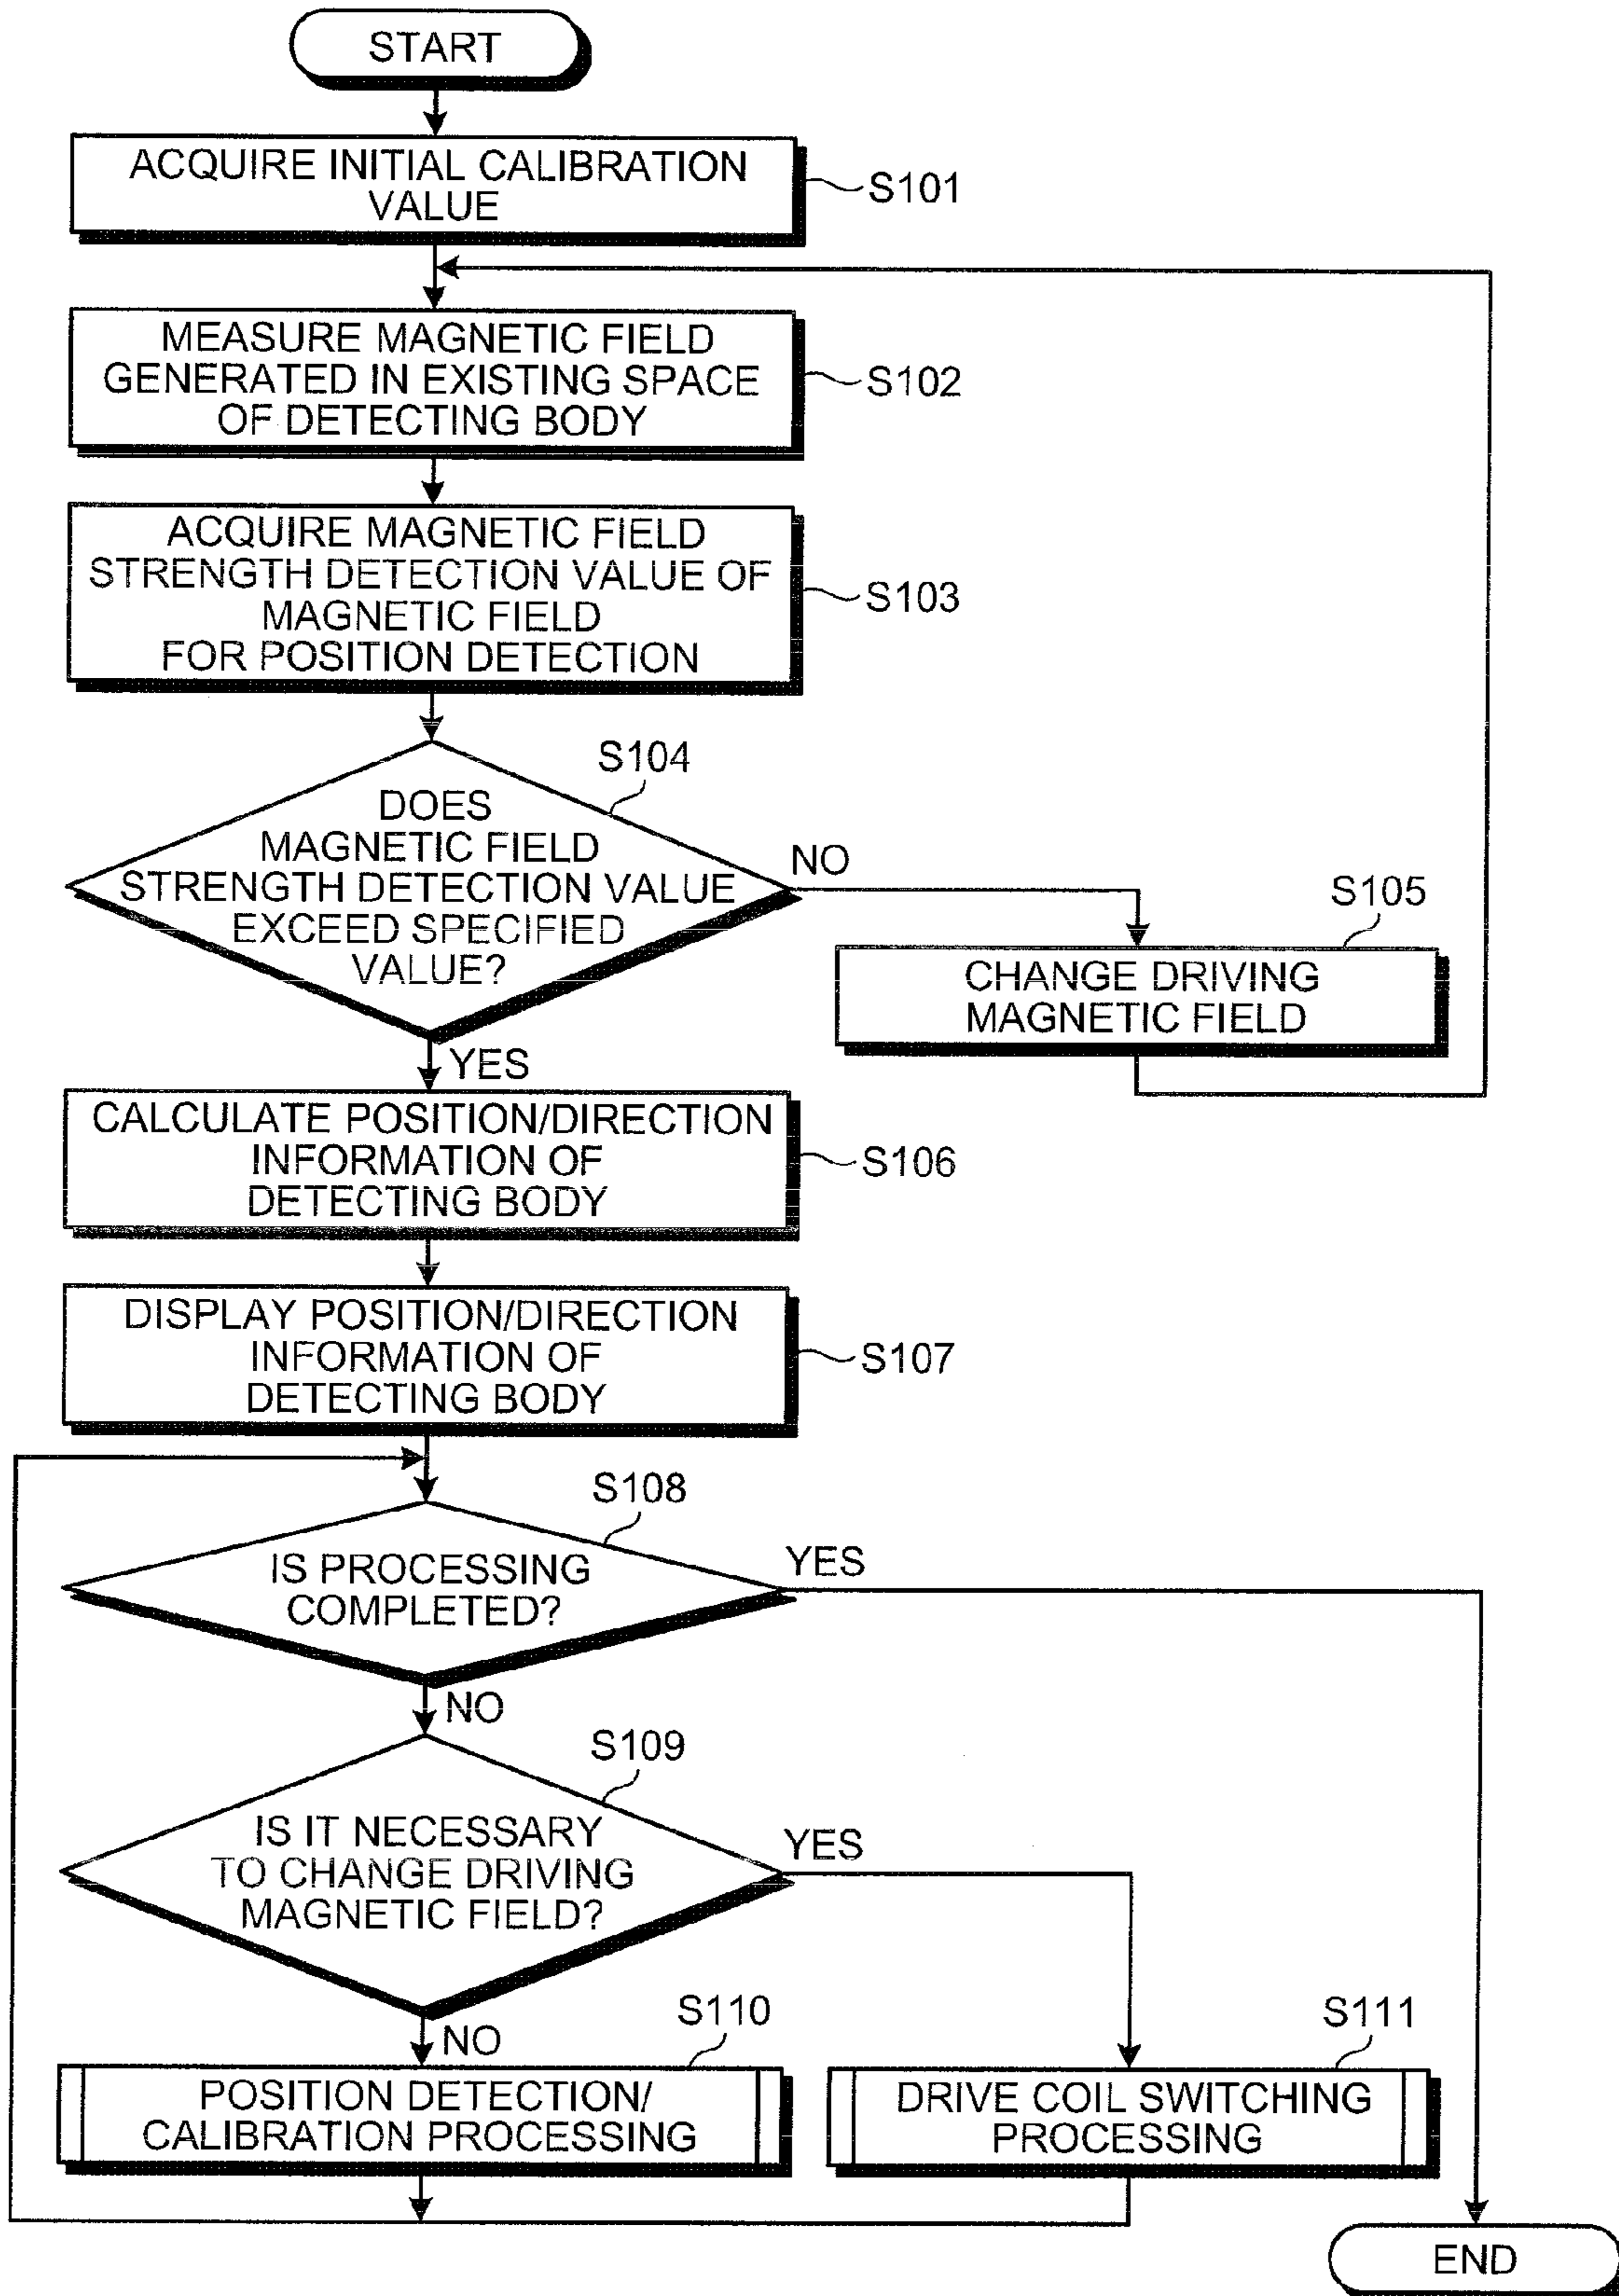 START
ACQUIRE INITIAL CALIBRATION
VALUE
S101
MEASURE MAGNETIC FIELD
GENERATED IN EXISTING SPACE
OF DETECTING BODY
S102
ACQUIRE MAGNETIC FIELD
STRENGTH DETECTION VALUE OF
MAGNETIC FIELD
FOR POSITION DETECTION
S103
S104
DOES
MAGNETIC FIELD
STRENGTH DETECTION VALUE
EXCEED SPECIFIED
VALUE?
NO
S105
CHANGE DRIVING
MAGNETIC FIELD
YES
CALCULATE POSITION/DIRECTION
INFORMATION OF
DETECTING BODY
S106
DISPLAY POSITION/DIRECTION
INFORMATION OF
DETECTING BODY
S107
S108
IS PROCESSING
COMPLETED?
YES
NO
S109
IS IT NECESSARY
TO CHANGE DRIVING
MAGNETIC FIELD?
YES
NO
S110
POSITION DETECTION/
CALIBRATION PROCESSING
S111
DRIVE COIL SWITCHING
PROCESSING
END